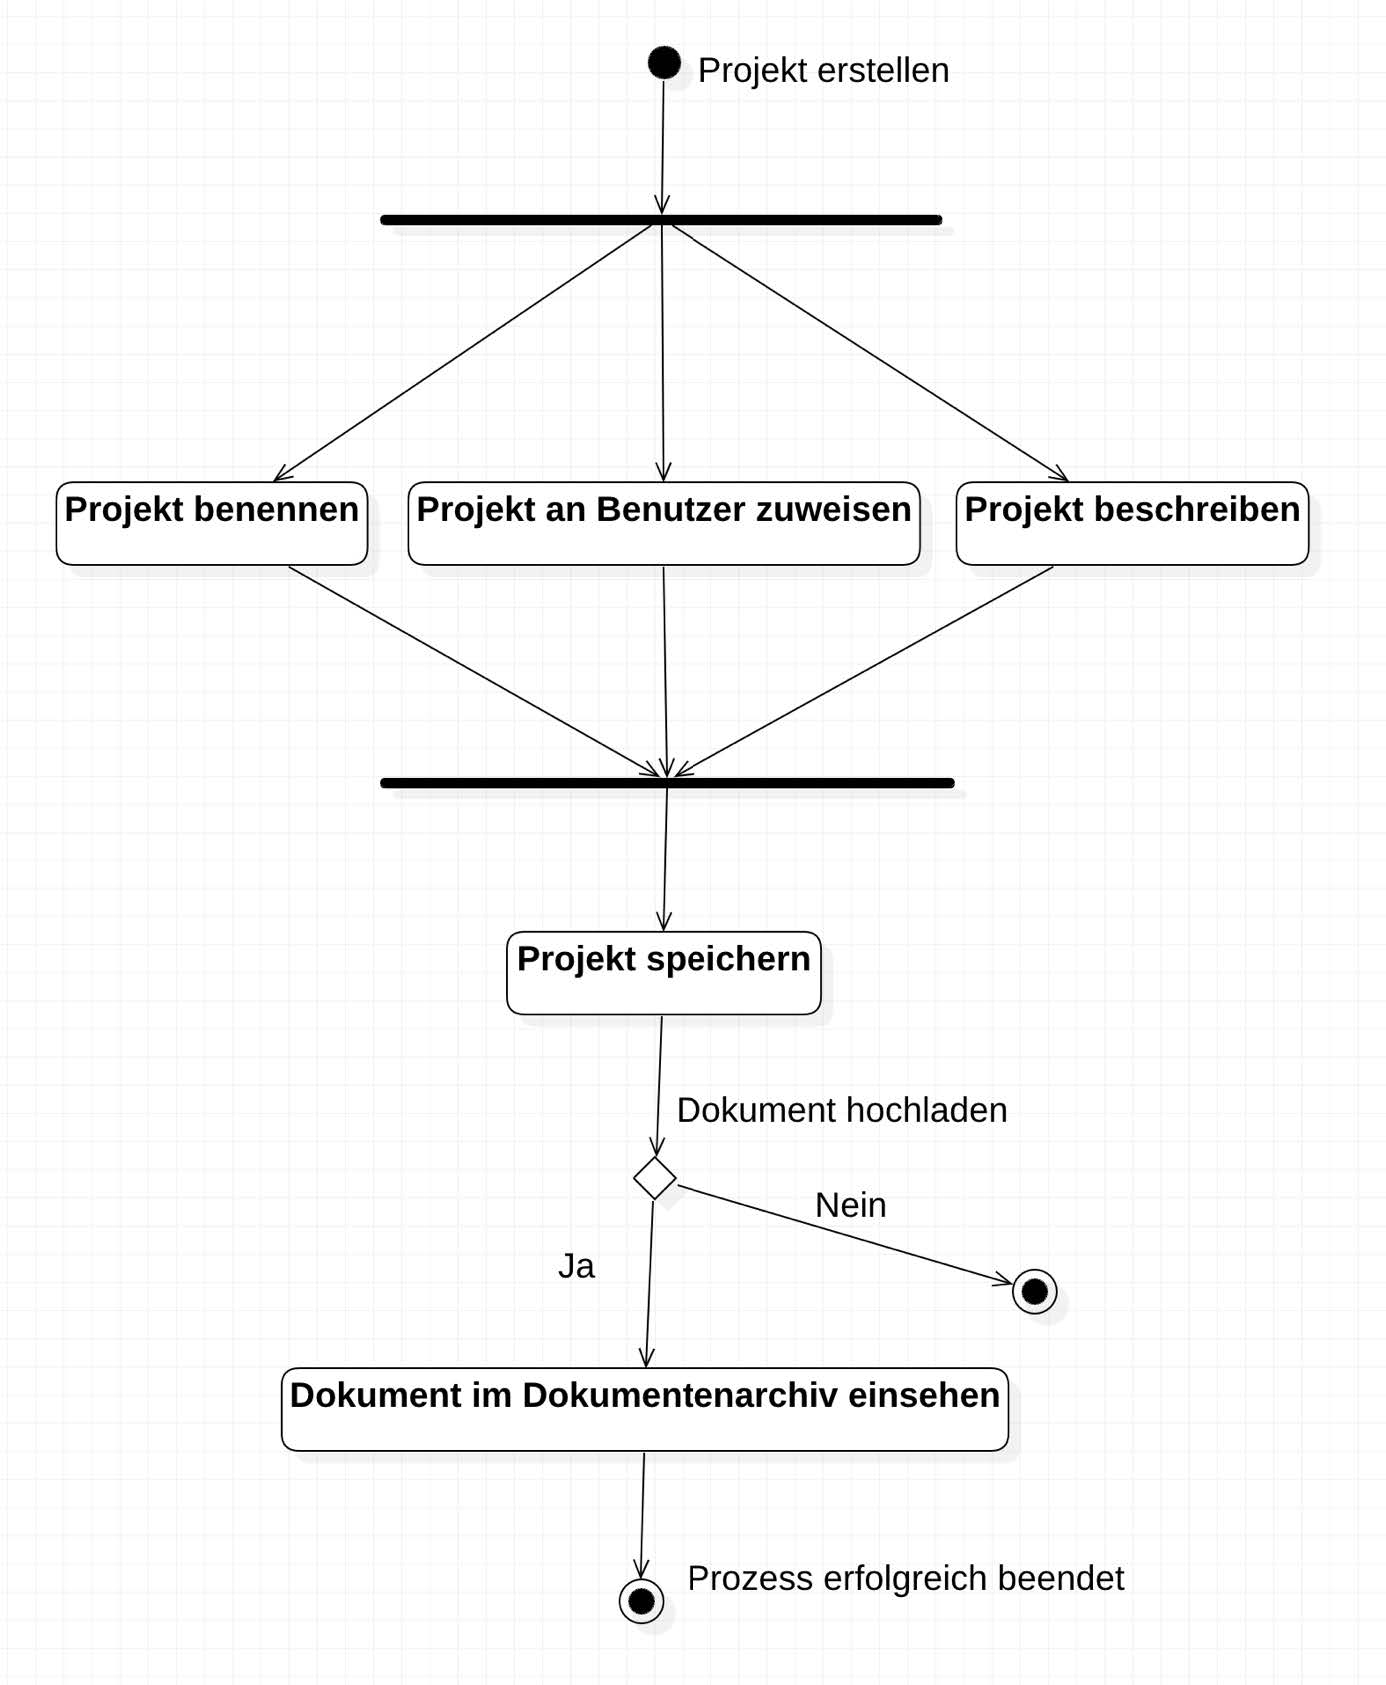 Projekt erstellen
Projekt benennen
Projekt an Benutzer zuweisen
Projekt beschreiben
Projekt speichern
Dokument hochladen
Nein
Ja
Dokument im Dokumentenarchiv einsehen
Prozess erfolgreich beendet